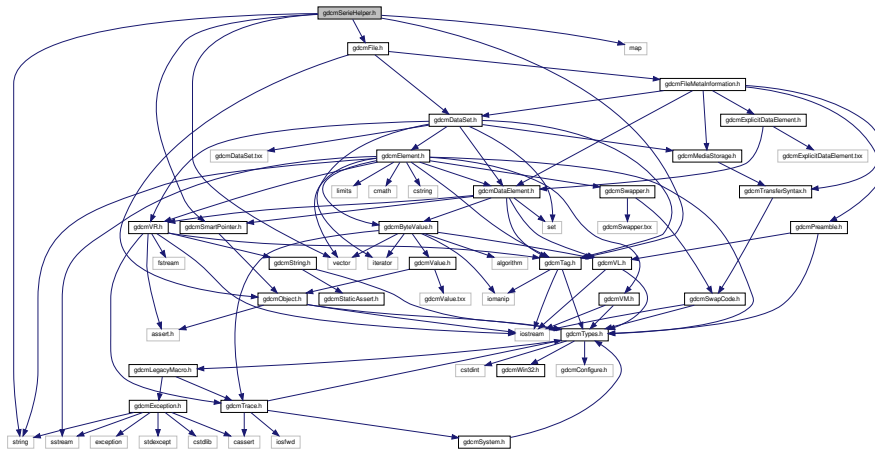 gdcmSerieHelper.h
gdcmFile.h
map
gdcmFileMetaInformation.h
gdcmDataSet.h
gdcmExplicitDataElement.h
gdcmDataSet.txx
gdcmElement.h
gdcmMediaStorage.h
gdcmExplicitDataElement.txx
limits
cmath
cstring
gdcmDataElement.h
gdcmSwapper.h
gdcmTransferSyntax.h
gdcmVR.h
gdcmSmartPointer.h
gdcmByteValue.h
set
gdcmSwapper.txx
gdcmPreamble.h
fstream
gdcmString.h
vector
iterator
gdcmValue.h
algorithm
gdcmTag.h
gdcmVL.h
gdcmObject.h
gdcmStaticAssert.h
gdcmValue.txx
iomanip
gdcmVM.h
gdcmSwapCode.h
assert.h
iostream
gdcmTypes.h
gdcmLegacyMacro.h
cstdint
gdcmWin32.h
gdcmConfigure.h
gdcmException.h
gdcmTrace.h
string
sstream
exception
stdexcept
cstdlib
cassert
iosfwd
gdcmSystem.h